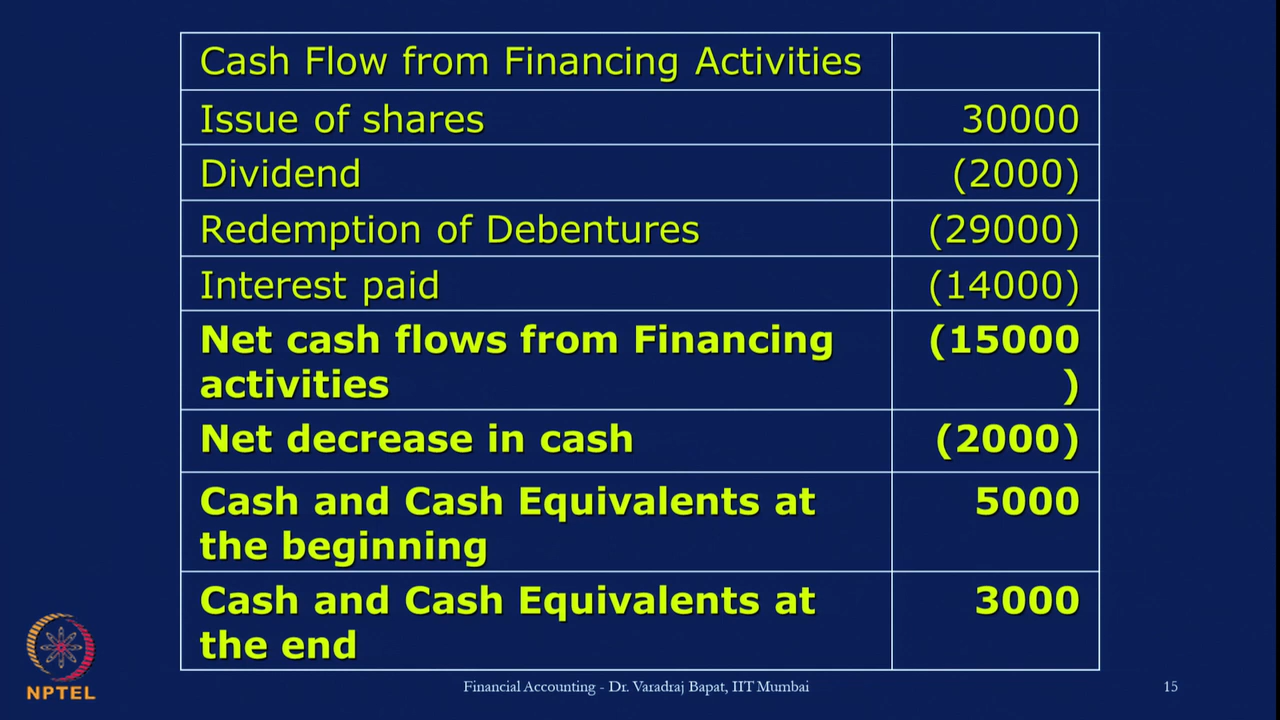 Cash Flow from Financing Activities
Issue of shares 30000
Dividend (2000)
Redemption of Debentures (29000)
Interest paid (14000)
Net cash flows from Financing (15000
activities )
Net decrease in cash (2000)
Cash and Cash Equivalents at 5000
the beginning
Cash and Cash Equivalents at 3000
the end
NPTEL
Financial Accounting - Dr. Varadraj Bapat, IIT Mumbai 15